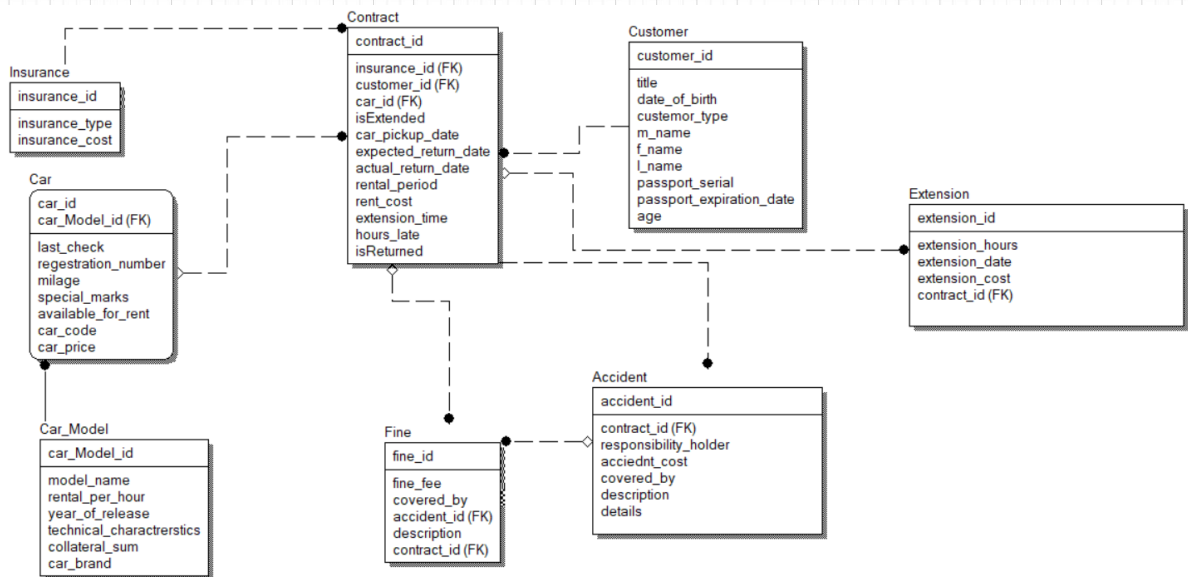 Contract
contract_id
insurance_id (FK)
customer_id (FK)
car_id (FK)
isExtended
car_pickup_date
expected_return_date
actual_return_date
rental_period
rent_cost
extension_time
hours_late
isReturned
Customer
customer_id
title
date_of_birth
custemor_type
m_name
f_name
l_name
passport_serial
passport_expiration_date
age
Insurance
insurance_id
insurance_type
insurance_cost
Car
car_id
car_Model_id (FK)
last_check
regestration_number
milage
special_marks
available_for_rent
car_code
car_price
Extension
extension_id
extension_hours
extension_date
extension_cost
contract_id (FK)
Car_Model
car_Model_id
model_name
rental_per_hour
year_of_release
technical_charactrerstics
collateral_sum
car_brand
Fine
fine_id
fine_fee
covered_by
accident_id (FK)
description
contract_id (FK)
Accident
accident_id
contract_id (FK)
responsibility_holder
acciednt_cost
covered_by
description
details